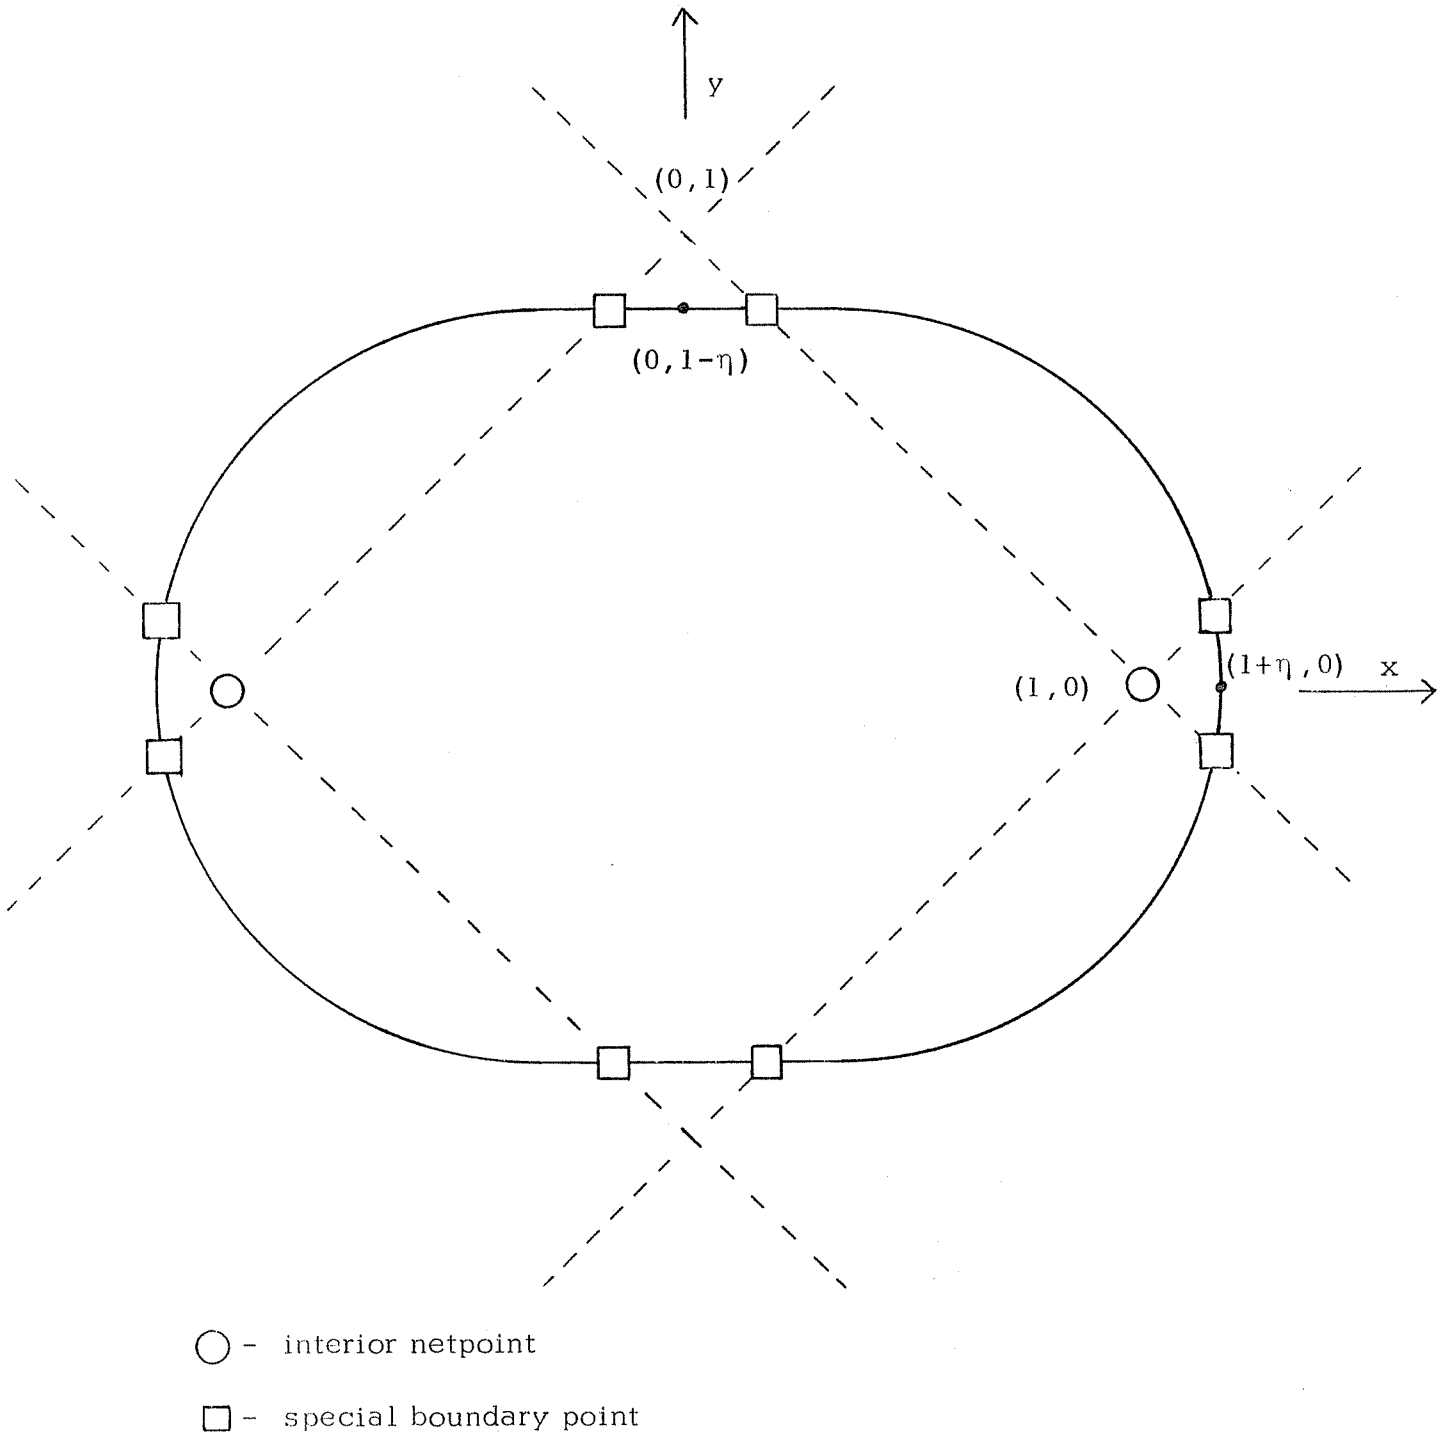 y
(0,1)
(0,1-η)
(1,0)
(1+η,0)
x
- interior netpoint
- special boundary point